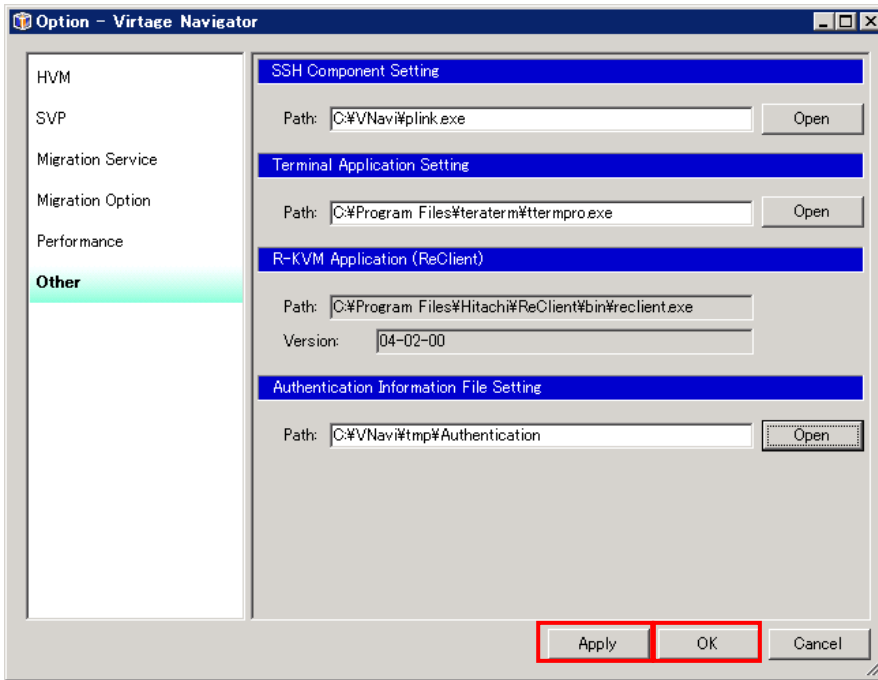 Option - Virtage Navigator
HVM
SVP
Migration Service
Migration Option
Performance
Other
SSH Component Setting
Path: C:¥VNavi¥plink.exe Open
Terminal Application Setting
Path: C:¥Program Files¥teraterm¥ttermpro.exe Open
R-KVM Application (ReClient)
Path: C:¥Program Files¥Hitachi¥ReClient¥bin¥reclient.exe
Version: 04-02-00
Authentication Information File Setting
Path: C:¥VNavi¥tmp¥Authentication Open
Apply OK Cancel